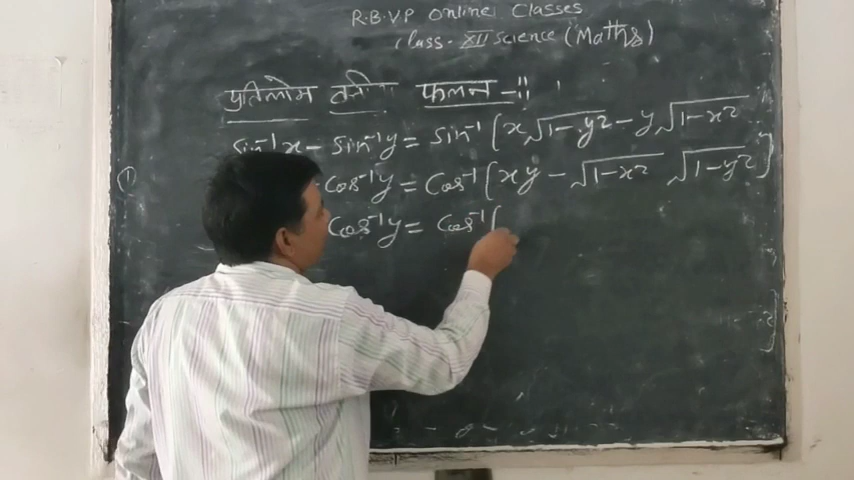 R.B.V.P Online Classes
Class- XII Science (Maths)
प्रतिलोम फलन -II
①
sin⁻¹x - sin⁻¹y = sin⁻¹[x√1-y² - y√1-x²
cos⁻¹y = cos⁻¹[xy - √1-x² √1-y²]
cos⁻¹y = cos⁻¹[